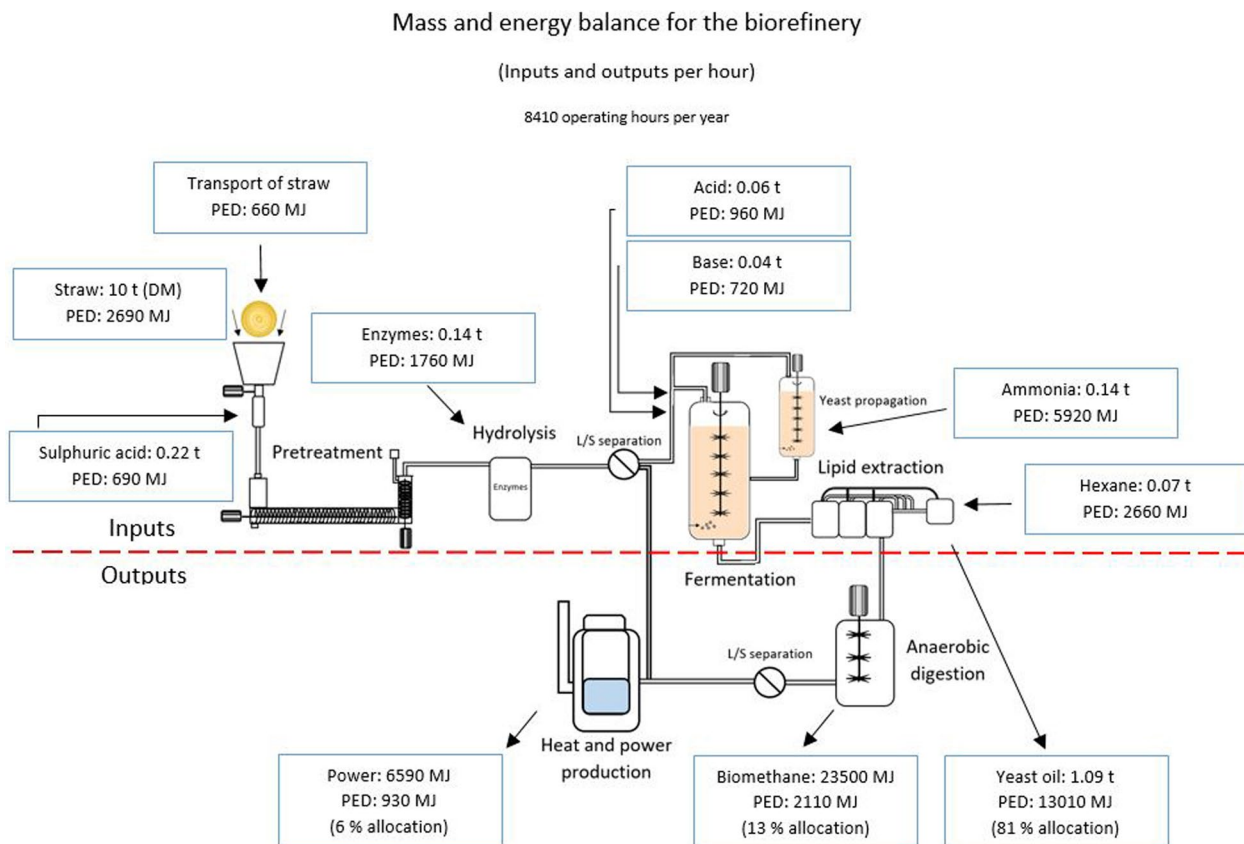 Mass and energy balance for the biorefinery
(Inputs and outputs per hour)
8410 operating hours per year
Transport of straw
PED: 660 MJ
Acid: 0.06 t
PED: 960 MJ
Base: 0.04 t
PED: 720 MJ
Straw: 10 t (DM)
PED: 2690 MJ
Enzymes: 0.14 t
PED: 1760 MJ
Yeast propagation
Ammonia: 0.14 t
PED: 5920 MJ
Sulphuric acid: 0.22 t
PED: 690 MJ
Pretreatment
Hydrolysis
Enzymes
L/S separation
Lipid extraction
Hexane: 0.07 t
PED: 2660 MJ
Inputs
Outputs
Fermentation
L/S separation
Anaerobic
digestion
Heat and power
production
Power: 6590 MJ
PED: 930 MJ
(6 % allocation)
Biomethane: 23500 MJ
PED: 2110 MJ
(13 % allocation)
Yeast oil: 1.09 t
PED: 13010 MJ
(81 % allocation)